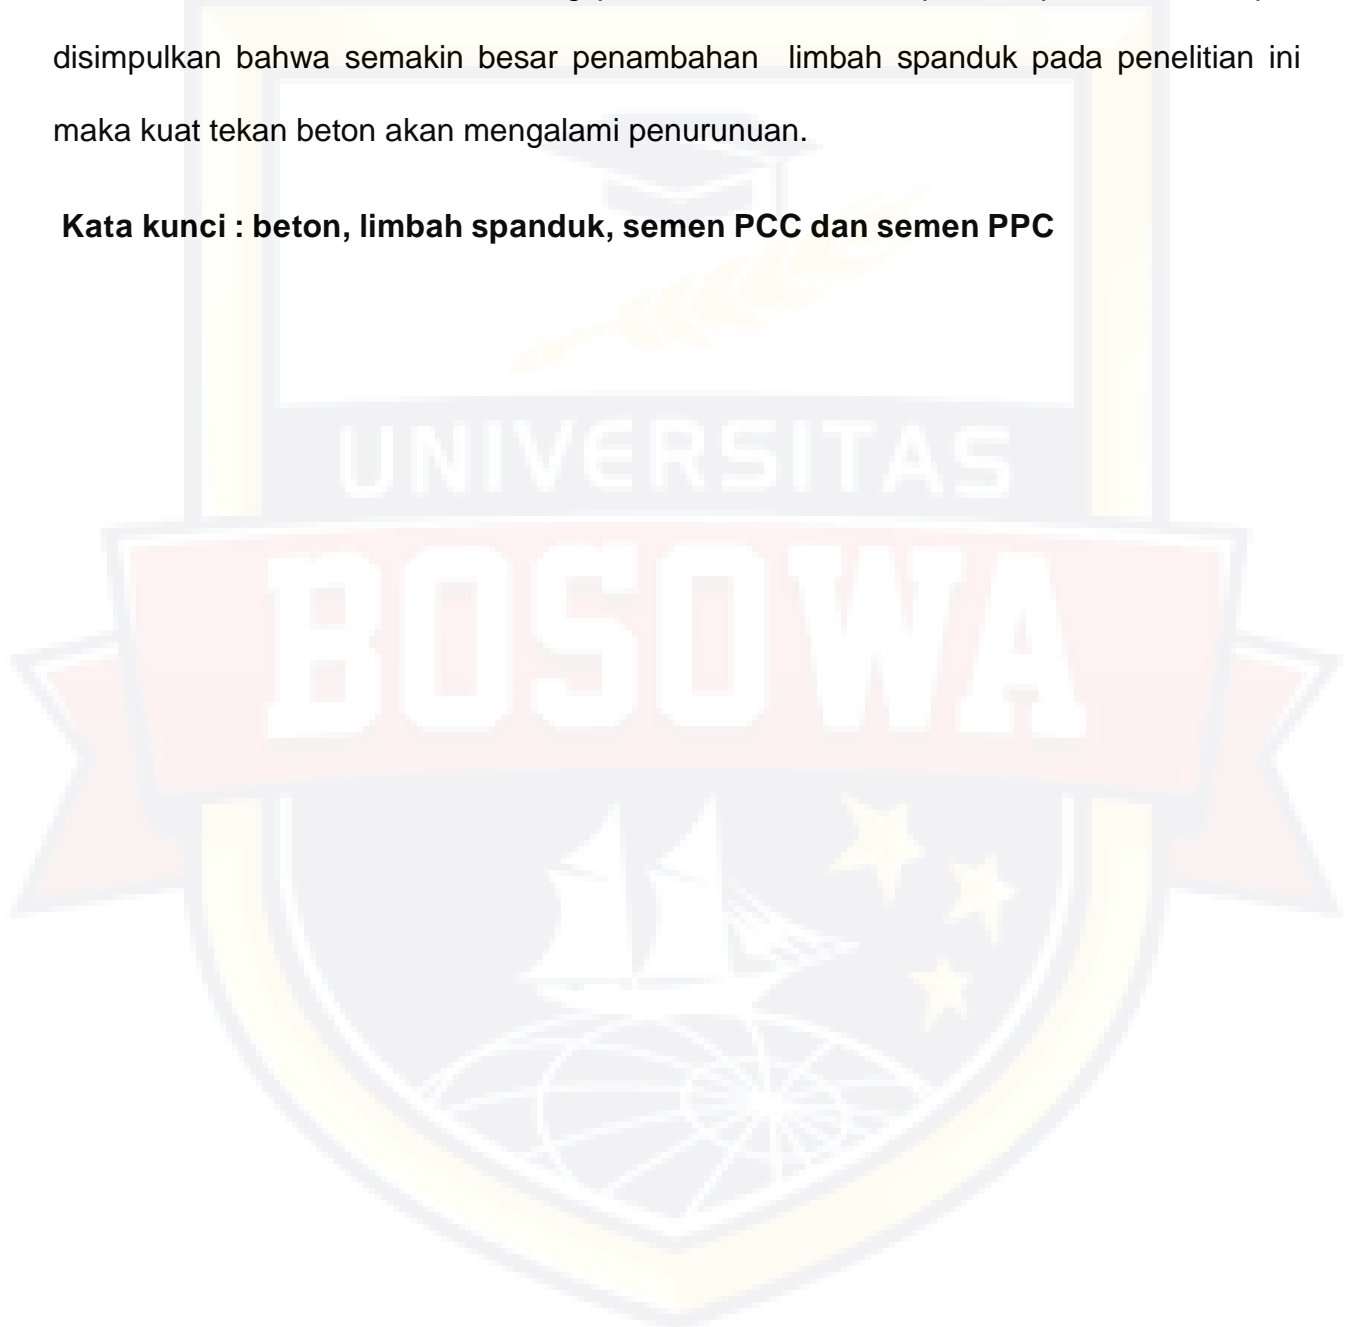 disimpulkan bahwa semakin besar penambahan limbah spanduk pada penelitian ini
maka kuat tekan beton akan mengalami penurunuan.
Kata kunci : beton, limbah spanduk, semen PCC dan semen PPC
UNIVERSITAS
BOSOWA